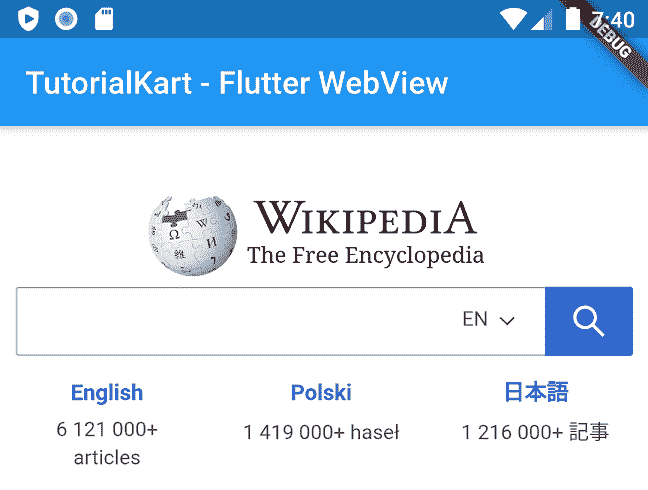 7:40
DEBUG
TutorialKart - Flutter WebView
WIKIPEDIA
The Free Encyclopedia
EN
English
Polski
日本語
6 121 000+
articles
1 419 000+ haseł
1 216 000+ 記事